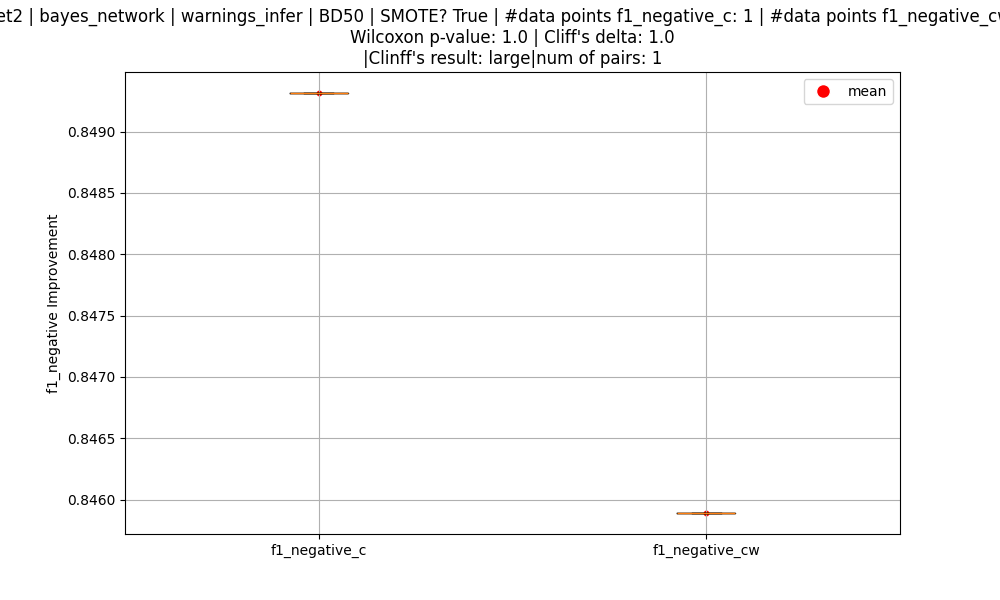 et2 | bayes_network | warnings_infer | BD50 | SMOTE? True | #data points f1_negative_c: 1 | #data points f1_negative_cw
Wilcoxon p-value: 1.0 | Cliff's delta: 1.0
|Clinff's result: large|num of pairs: 1
mean
0.8490
0.8485
0.8480
0.8475
0.8470
0.8465
0.8460
f1_negative Improvement
f1_negative_c
f1_negative_cw